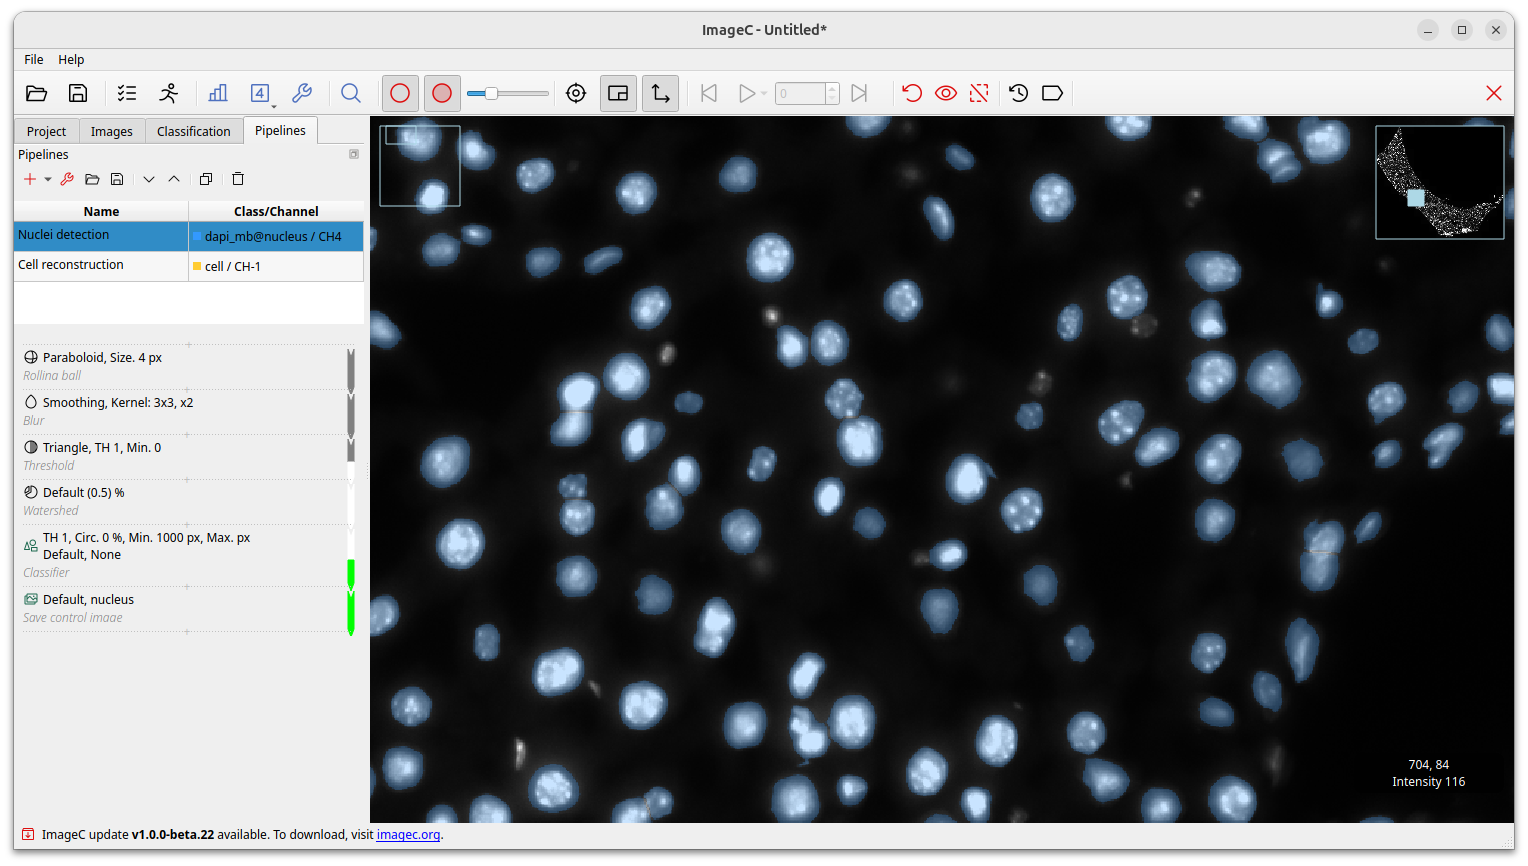 ImageC - Untitled*
File Help
4
0
Project Images Classification Pipelines
Pipelines
Name Class/Channel
Nuclei detection dapi_mb@nucleus / CH4
Cell reconstruction cell / CH-1
Paraboloid, Size. 4 px
Rolling ball
Smoothing, Kernel: 3x3, x2
Blur
Triangle, TH 1, Min. 0
Threshold
Default (0.5) %
Watershed
TH 1, Circ. 0 %, Min. 1000 px, Max. px
Default, None
Classifier
Default, nucleus
Save control image
704, 84
Intensity 116
ImageC update v1.0.0-beta.22 available. To download, visit imagec.org.